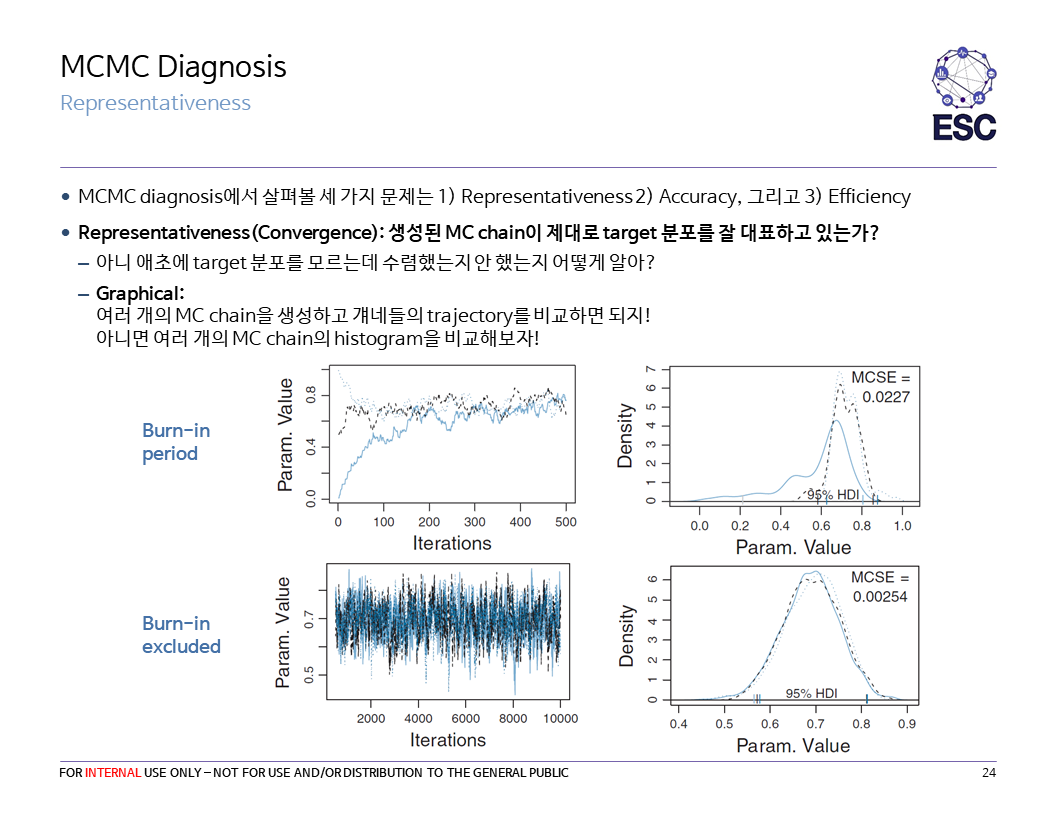 MCMC Diagnosis
Representativeness
ESC
• MCMC diagnosis에서 살펴볼 세 가지 문제는 1) Representativeness 2) Accuracy, 그리고 3) Efficiency
• Representativeness (Convergence): 생성된 MC chain이 제대로 target 분포를 잘 대표하고 있는가?
– 아니 애초에 target 분포를 모르는데 수렴했는지 안 했는지 어떻게 알아?
– Graphical:
여러 개의 MC chain을 생성하고 걔네들의 trajectory를 비교하면 되지!
아니면 여러 개의 MC chain의 histogram을 비교해보자!
Burn-in
period
Param. Value
0.0 0.4 0.8
0 100 200 300 400 500
Iterations
Density
0 1 2 3 4 5 6 7
MCSE =
0.0227
95% HDI
0.0 0.2 0.4 0.6 0.8 1.0
Param. Value
Burn-in
excluded
Param. Value
0.5 0.7
2000 4000 6000 8000 10000
Iterations
Density
0 1 2 3 4 5 6
MCSE =
0.00254
95% HDI
0.4 0.5 0.6 0.7 0.8 0.9
Param. Value
FOR INTERNAL USE ONLY – NOT FOR USE AND/OR DISTRIBUTION TO THE GENERAL PUBLIC
24